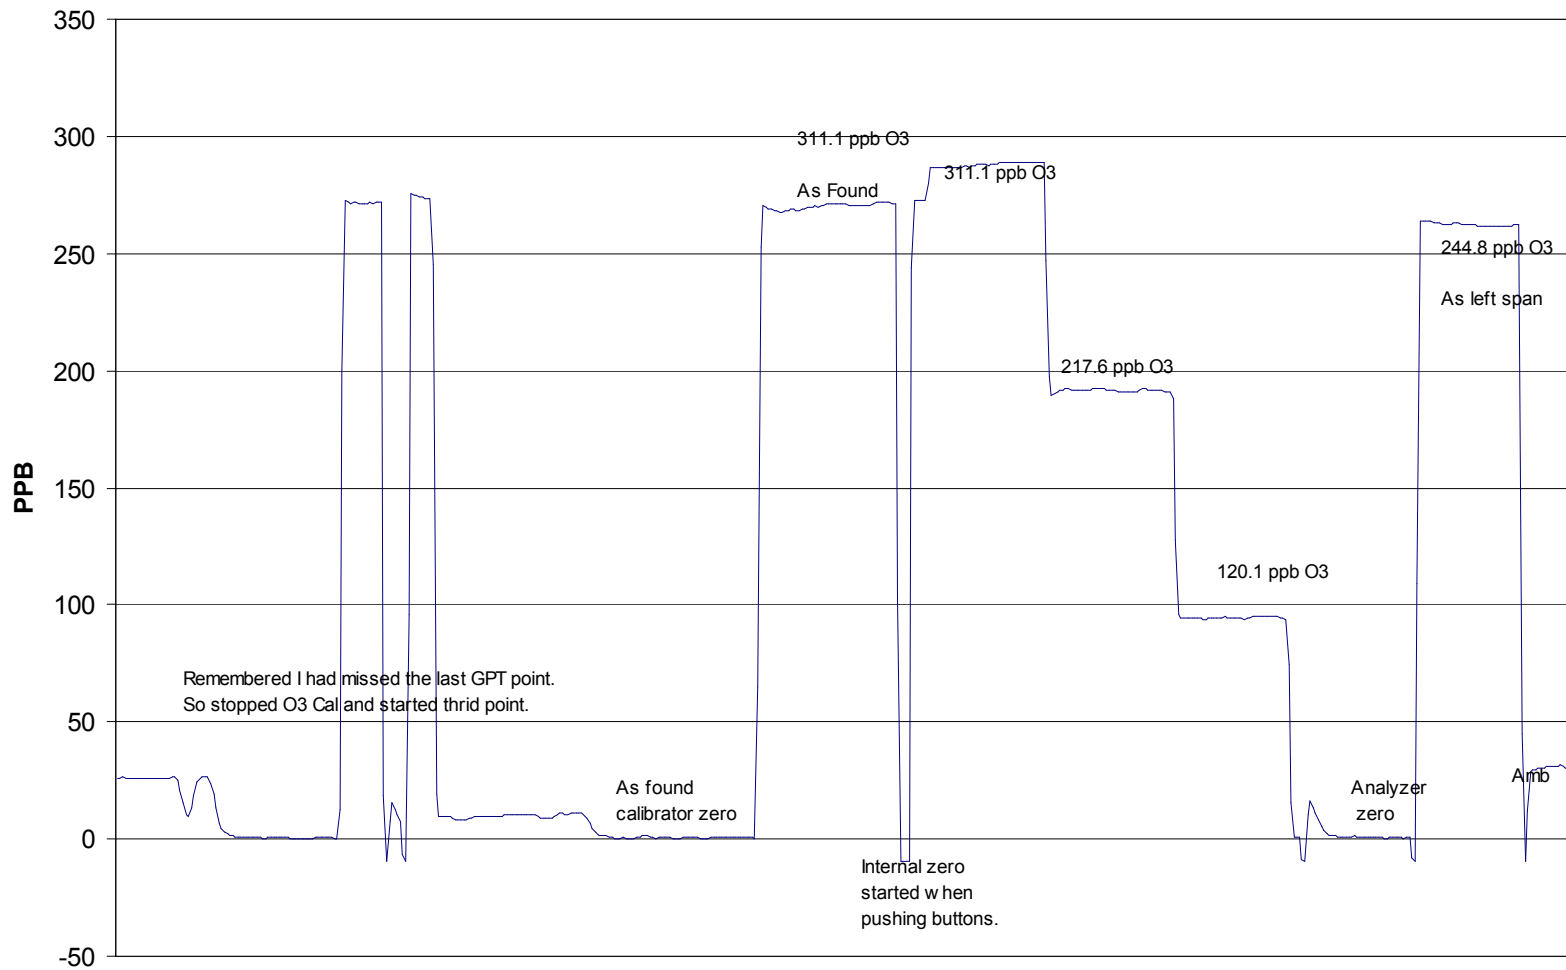 350
300
250
200
150
100
50
0
-50
PPB
311.1 ppb O3
As Found
311.1 ppb O3
217.6 ppb O3
120.1 ppb O3
244.8 ppb O3
As left span
Remembered I had missed the last GPT point.
So stopped O3 Cal and started thrid point.
As found
calibrator zero
Internal zero
started when
pushing buttons.
Analyzer
zero
Amb